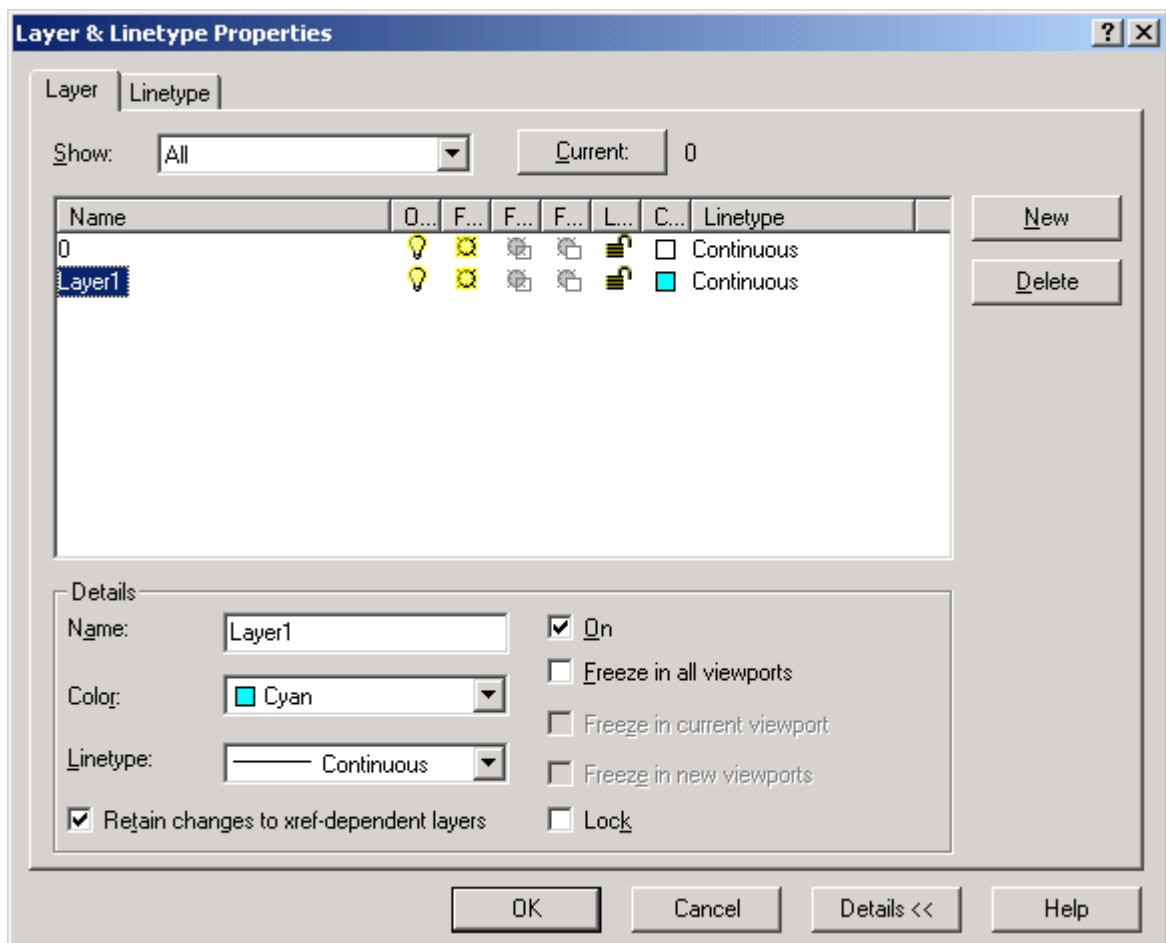 Layer & Linetype Properties
Layer Linetype
Show: All Current: 0
Name O... F... F... F... L... C... Linetype
0 Continuous
Layer1 Continuous
New
Delete
Details
Name: Layer1
Color: Cyan
Linetype: Continuous
Retain changes to xref-dependent layers
On
Freeze in all viewports
Freeze in current viewport
Freeze in new viewports
Lock
OK Cancel Details << Help